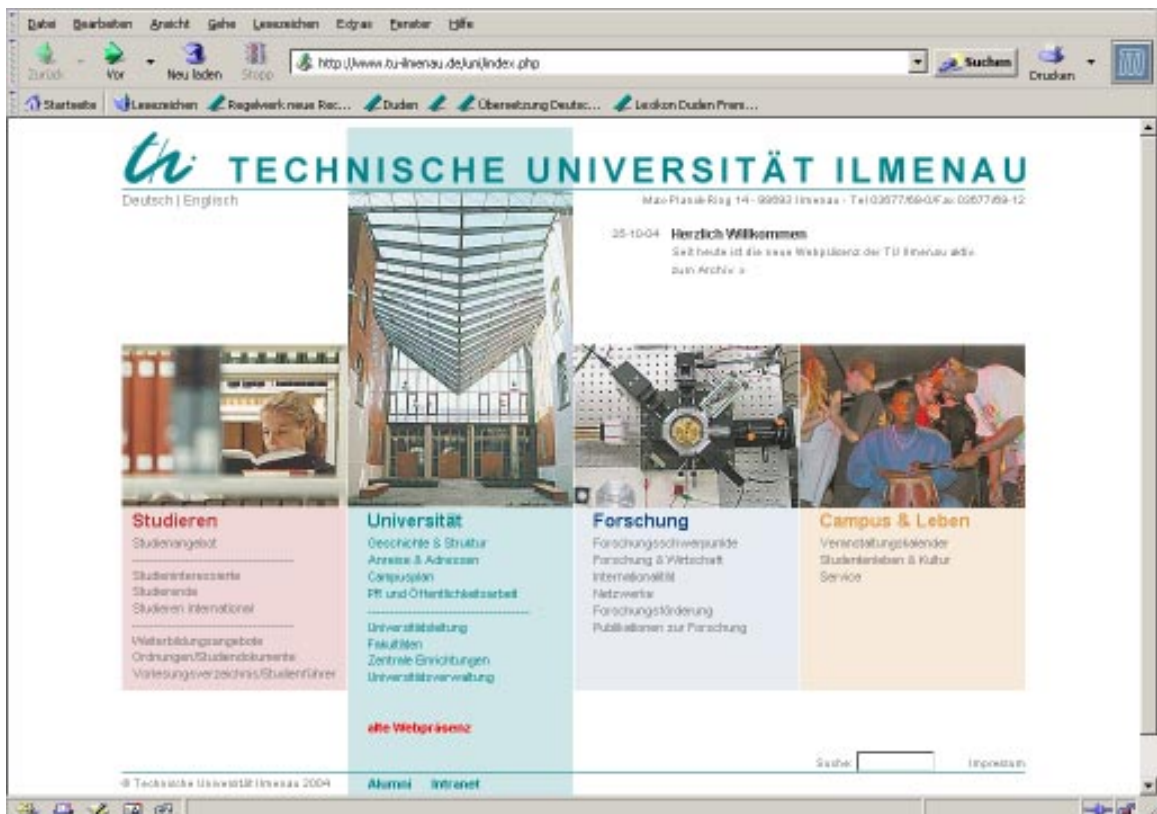 Datei Bearbeiten Ansicht Gehe Lesezeichen Extras Fenster Hilfe
Zurück Vor Neu laden Stopp http://www.tu-ilmenau.de/uni/index.php Suchen Drucken
Startseite Lesezeichen Regelwerk neue Rec... Duden Übersetzung Deutsc... Lexikon Duden
th TECHNISCHE UNIVERSITÄT ILMENAU
Deutsch | Englisch
Max-Planck-Ring 14 - 98693 Ilmenau - Tel 03677/69-0/Fax 03677/69-12
25-10-04 Herzlich Willkommen
Seit heute ist die neue Webpräsenz der TU Ilmenau aktiv.
zum Archiv »
Studieren
Studienangebot
Studieninteressierte
Studierende
Studieren international
Weiterbildungsangebote
Ordnungen/Studiendokumente
Vorlesungsverzeichnis/Studienführer
Universität
Geschichte & Struktur
Anreise & Adressen
Campusplan
PR und Öffentlichkeitsarbeit
Universitätsleitung
Fakultäten
Zentrale Einrichtungen
Universitätsverwaltung
alte Webpräsenz
Forschung
Forschungsschwerpunkte
Forschung & Wirtschaft
Internationalität
Netzwerke
Forschungsförderung
Publikationen zur Forschung
Campus & Leben
Veranstaltungskalender
Studentenleben & Kultur
Service
Suche: Impressum
© Technische Universität Ilmenau 2004 Alumni Intranet